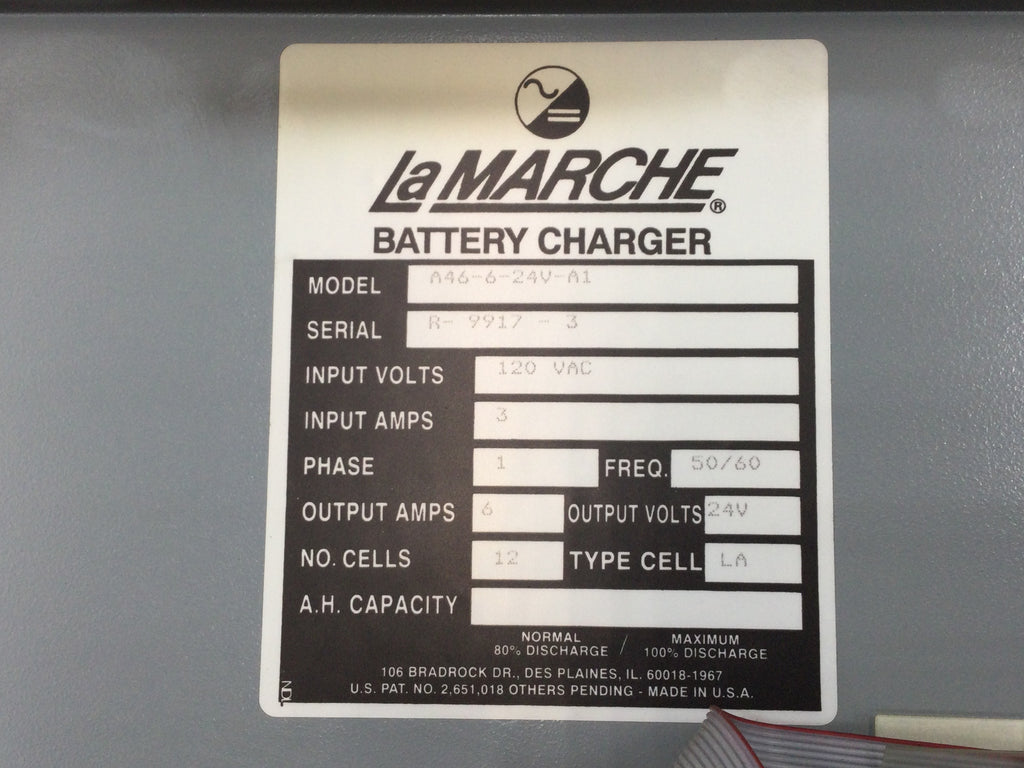 LaMARCHE®
BATTERY CHARGER
MODEL A46-6-24V-A1
SERIAL R- 9917 - 3
INPUT VOLTS 120 VAC
INPUT AMPS 3
PHASE 1 FREQ. 50/60
OUTPUT AMPS 6 OUTPUT VOLTS 24V
NO. CELLS 12 TYPE CELL LA
A.H. CAPACITY
NORMAL / MAXIMUM
80% DISCHARGE 100% DISCHARGE
106 BRADROCK DR., DES PLAINES, IL. 60018-1967
U.S. PAT. NO. 2,651,018 OTHERS PENDING - MADE IN U.S.A.